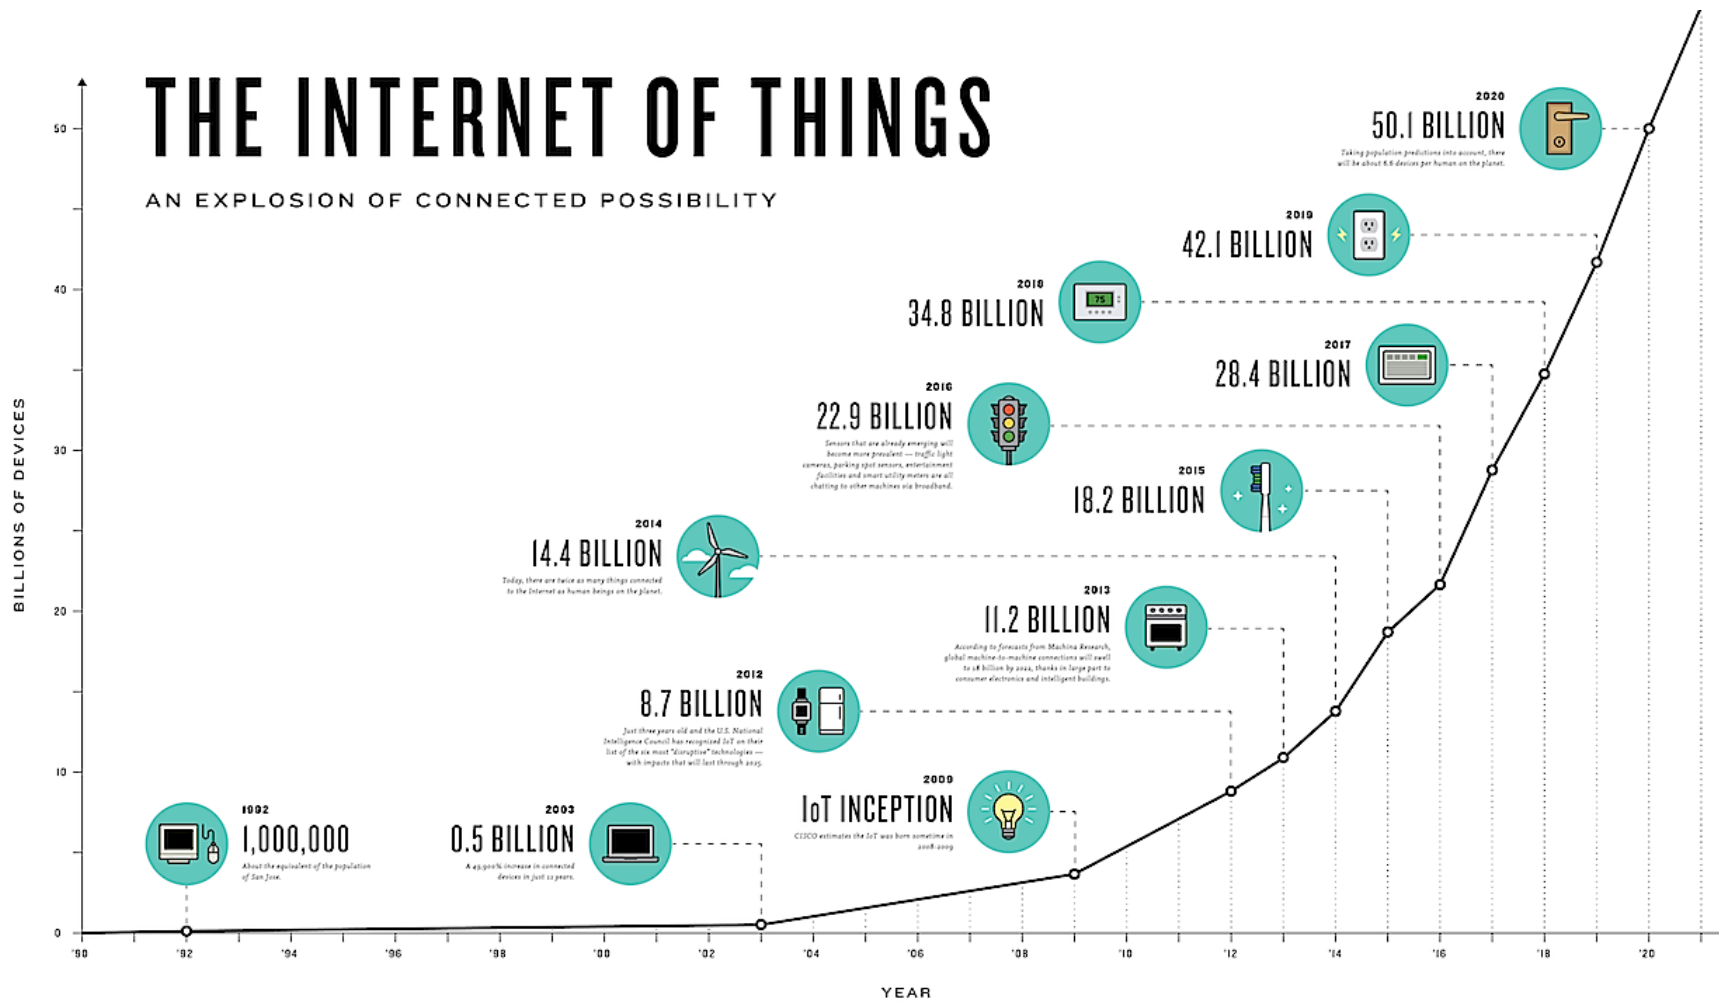 THE INTERNET OF THINGS
AN EXPLOSION OF CONNECTED POSSIBILITY
BILLIONS OF DEVICES
50
40
30
20
10
0
1992
1,000,000
About the equivalent of the population
of San Jose.
2003
0.5 BILLION
A 49,900% increase in connected
devices in just 11 years.
2009
IoT INCEPTION
CISCO estimates the IoT was born sometime in
2008-2009
2012
8.7 BILLION
Just three years old and the U.S. National
Intelligence Council has recognized IoT on their
list of the six most "disruptive" technologies —
with impacts that will last through 2025.
2013
11.2 BILLION
According to forecasts from Machina Research,
global machine-to-machine connections will swell
to 18 billion by 2022, thanks in large part to
consumer electronics and intelligent buildings.
2014
14.4 BILLION
Today, there are twice as many things connected
to the Internet as human beings on the planet.
2015
18.2 BILLION
2016
22.9 BILLION
Sensors that are already emerging will
become more prevalent — traffic light
cameras, parking spot sensors, entertainment
facilities and smart utility meters are all
chatting to other machines via broadband.
2017
28.4 BILLION
2018
34.8 BILLION
75
2019
42.1 BILLION
2020
50.1 BILLION
Taking population predictions into account, there
will be about 6.6 devices per human on the planet.
'90 '92 '94 '96 '98 '00 '02 '04 '06 '08 '10 '12 '14 '16 '18 '20
YEAR